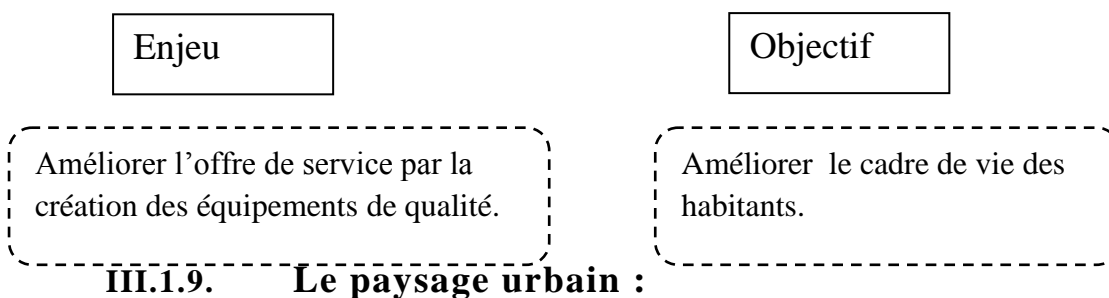 Enjeu
Objectif
Améliorer l’offre de service par la
création des équipements de qualité.
Améliorer le cadre de vie des
habitants.
III.1.9. Le paysage urbain :